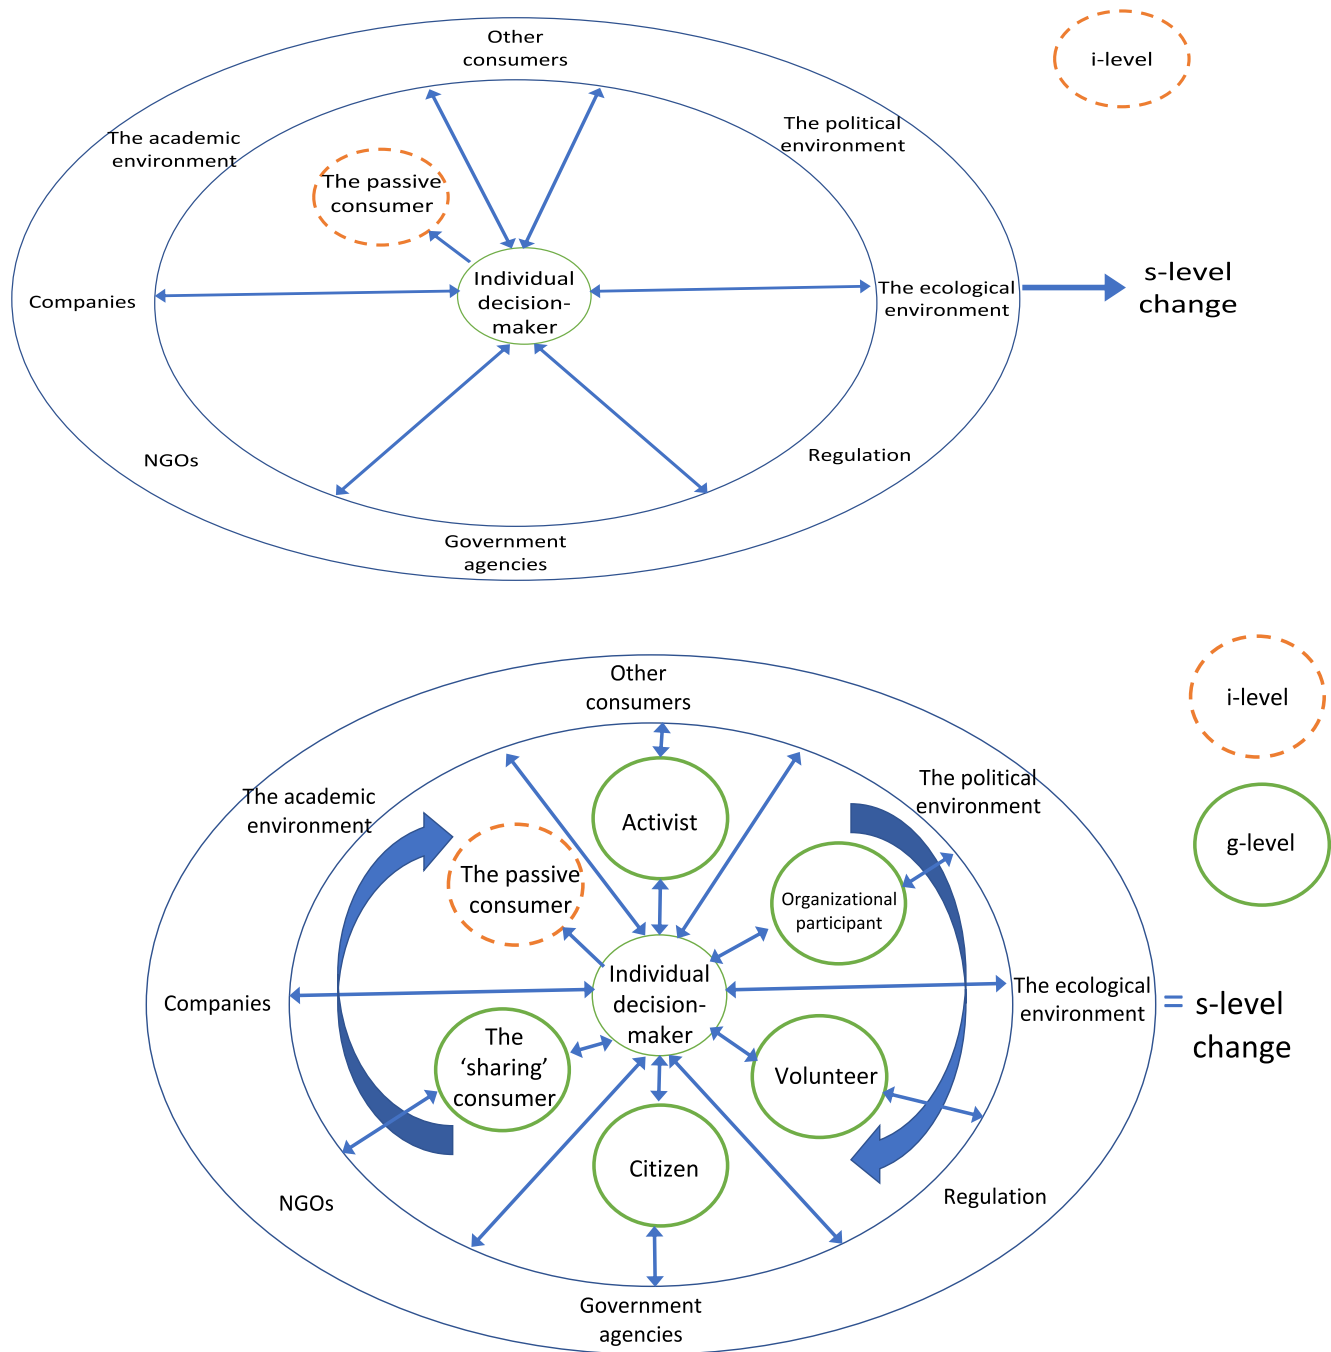 Other
consumers
i-level
The academic
environment
The political
environment
The passive
consumer
Individual
decision-
maker
Companies
The ecological
environment
s-level
change
NGOs
Regulation
Government
agencies
Other
consumers
i-level
The academic
environment
The political
environment
Activist
g-level
The passive
consumer
Organizational
participant
Individual
decision-
maker
Companies
The ecological
environment
= s-level
change
The
‘sharing’
consumer
Volunteer
Citizen
NGOs
Regulation
Government
agencies